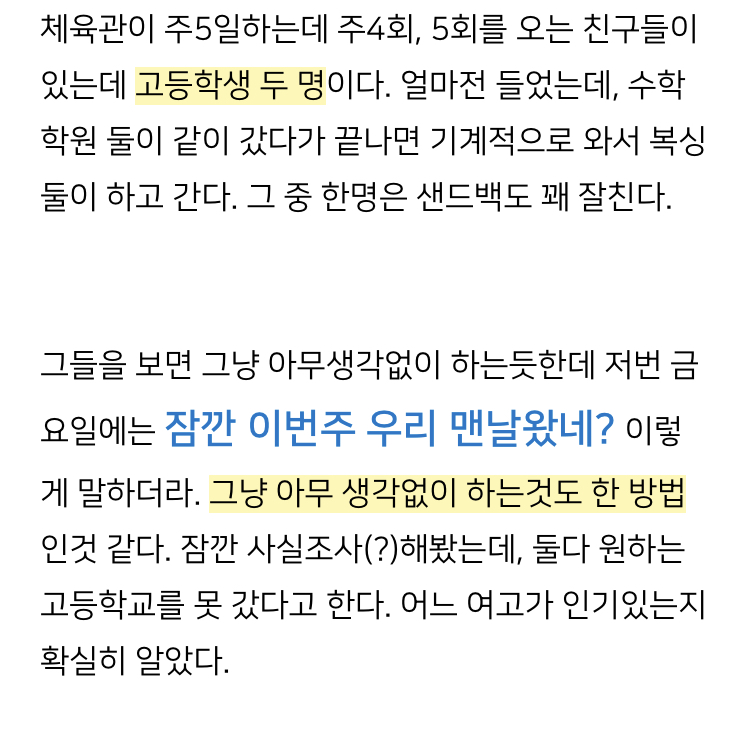 체육관이 주5일하는데 주4회, 5회를 오는 친구들이
있는데 고등학생 두 명이다. 얼마전 들었는데, 수학
학원 둘이 같이 갔다가 끝나면 기계적으로 와서 복싱
둘이 하고 간다. 그 중 한명은 샌드백도 꽤 잘친다.
그들을 보면 그냥 아무생각없이 하는듯한데 저번 금
요일에는 잠깐 이번주 우리 맨날왔네? 이렇
게 말하더라. 그냥 아무 생각없이 하는것도 한 방법
인것 같다. 잠깐 사실조사(?)해봤는데, 둘다 원하는
고등학교를 못 갔다고 한다. 어느 여고가 인기있는지
확실히 알았다.